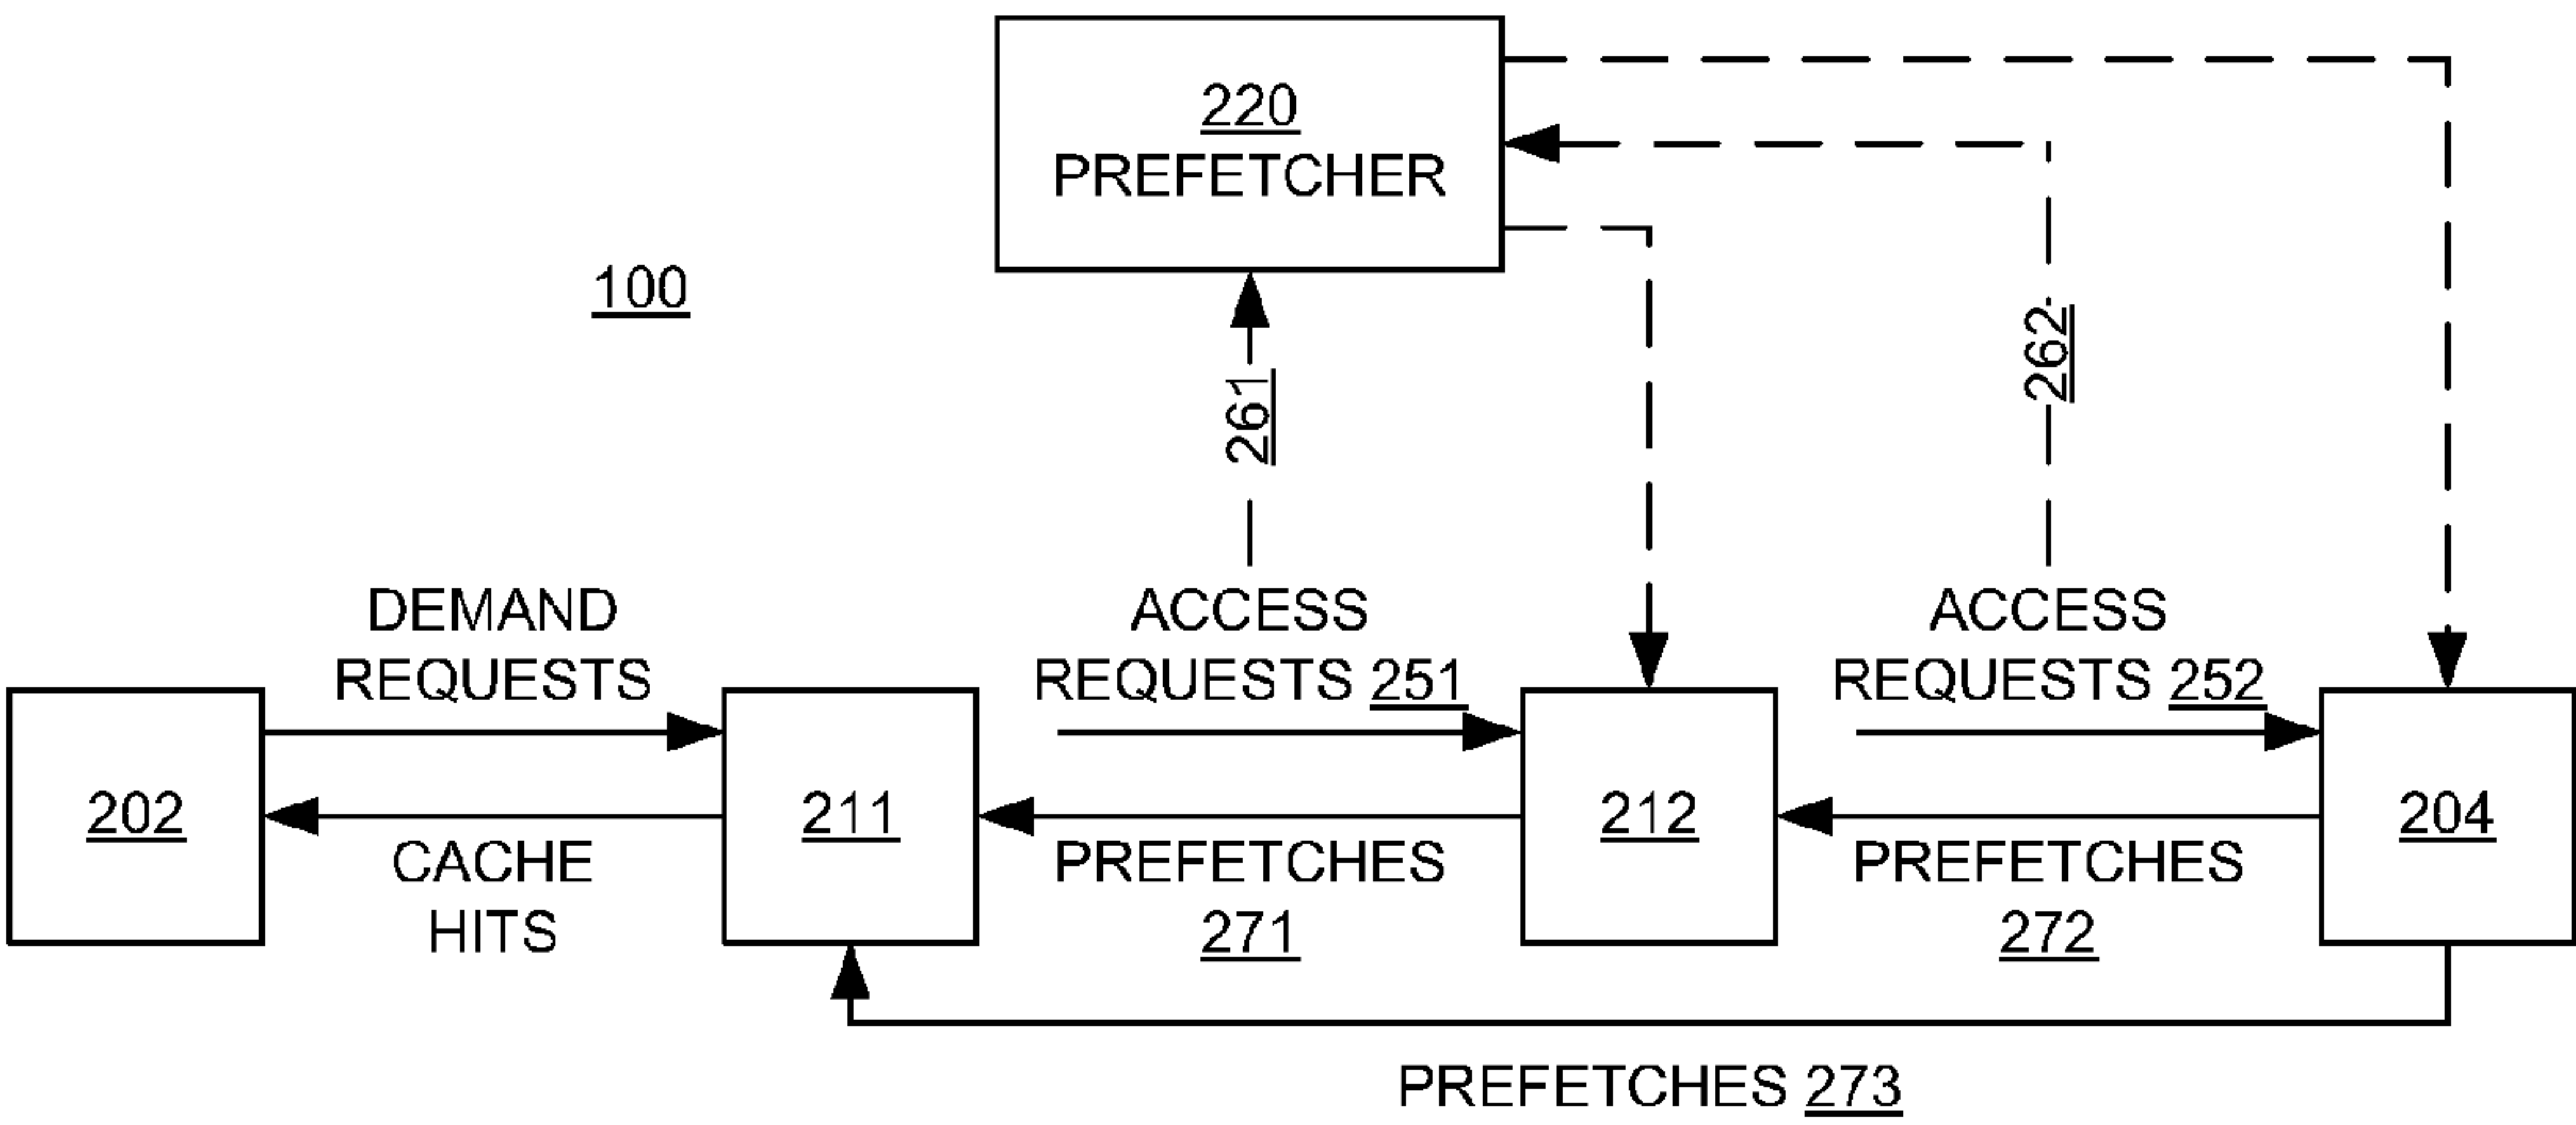 220
PREFETCHER
100
261
262
DEMAND
REQUESTS
ACCESS
REQUESTS 251
ACCESS
REQUESTS 252
202
211
212
204
CACHE
HITS
PREFETCHES
271
PREFETCHES
272
PREFETCHES 273